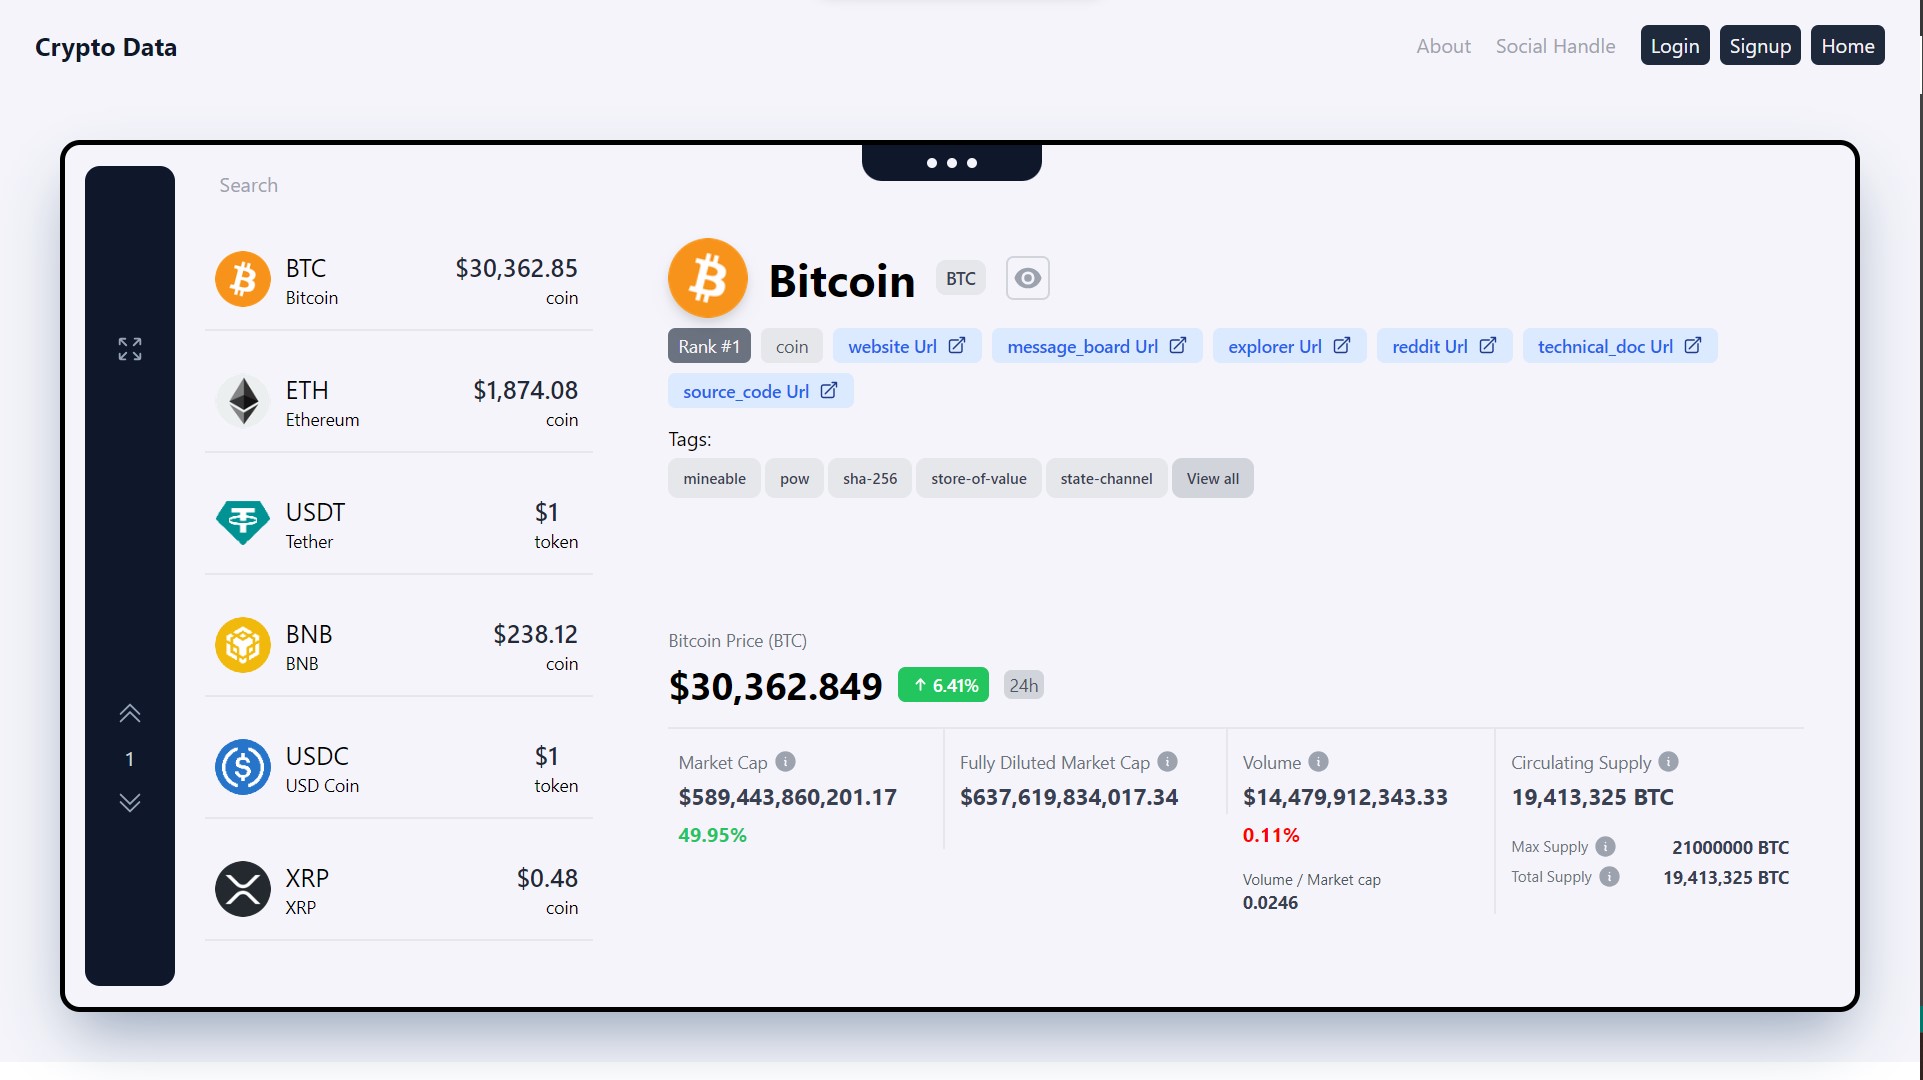 Crypto Data
About Social Handle Login Signup Home
Search
BTC $30,362.85
Bitcoin coin
ETH $1,874.08
Ethereum coin
USDT $1
Tether token
BNB $238.12
BNB coin
USDC $1
USD Coin token
XRP $0.48
XRP coin
1
Bitcoin BTC
Rank #1 coin website Url message_board Url explorer Url reddit Url technical_doc Url
source_code Url
Tags:
mineable pow sha-256 store-of-value state-channel View all
Bitcoin Price (BTC)
$30,362.849 6.41% 24h
Market Cap
$589,443,860,201.17
49.95%
Fully Diluted Market Cap
$637,619,834,017.34
Volume
$14,479,912,343.33
0.11%
Volume / Market cap
0.0246
Circulating Supply
19,413,325 BTC
Max Supply 21000000 BTC
Total Supply 19,413,325 BTC